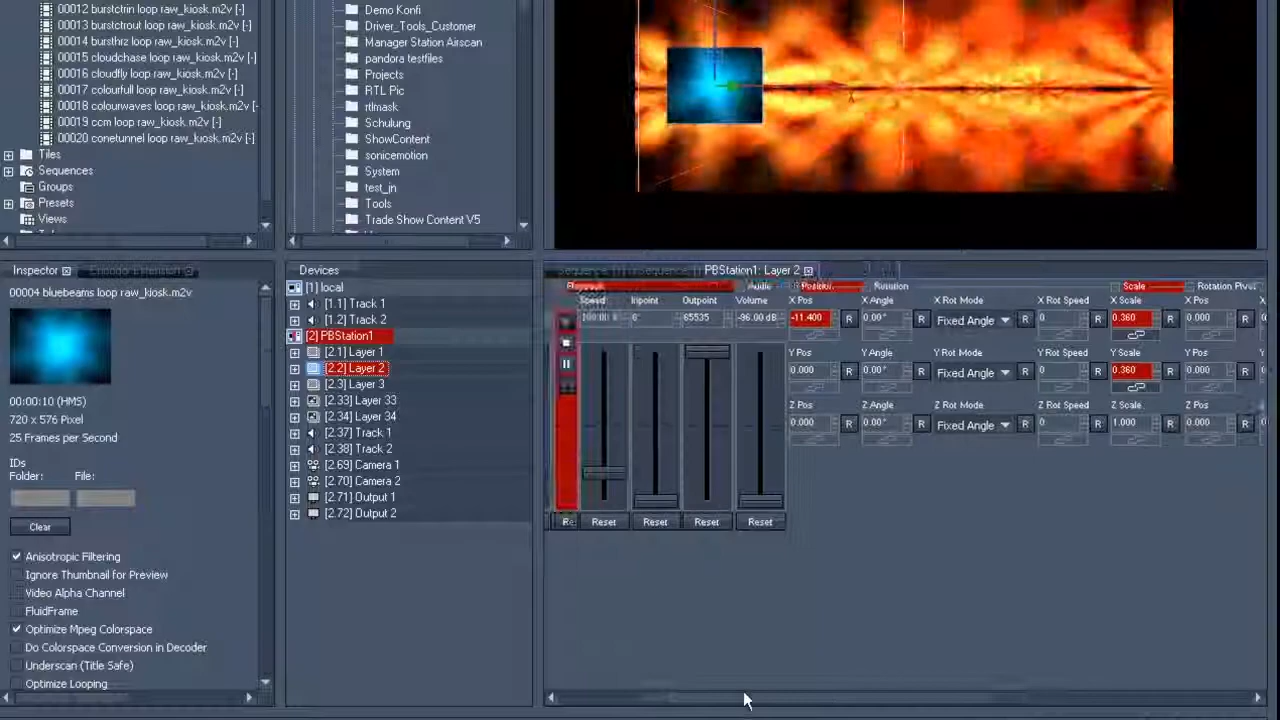 00012 burstctrin loop raw_kiosk.m2v [-]
00013 burstctrout loop raw_kiosk.m2v [-]
00014 bursthrz loop raw_kiosk.m2v [-]
00015 cloudchase loop raw_kiosk.m2v [-]
00016 cloudfly loop raw_kiosk.m2v [-]
00017 colourfull loop raw_kiosk.m2v [-]
00018 colourwaves loop raw_kiosk.m2v [-
00019 ccm loop raw_kiosk.m2v [-]
00020 conetunnel loop raw_kiosk.m2v [-]
Tiles
Sequences
Groups
Presets
Views
Demo Konfi
Driver_Tools_Customer
Manager Station Airscan
pandora testfiles
Projects
RTL Pic
rtlmask
Schulung
ShowContent
sonicemotion
System
test_in
Tools
Trade Show Content V5
Inspector
00004 bluebeams loop raw_kiosk.m2v
00:00:10 (HMS)
720 x 576 Pixel
25 Frames per Second
IDs
Folder: File:
Clear
Anisotropic Filtering
Ignore Thumbnail for Preview
Video Alpha Channel
FluidFrame
Optimize Mpeg Colorspace
Do Colorspace Conversion in Decoder
Underscan (Title Safe)
Optimize Looping
Devices
[1] local
[1.1] Track 1
[1.2] Track 2
[2] PBStation1
[2.1] Layer 1
[2.2] Layer 2
[2.3] Layer 3
[2.33] Layer 33
[2.34] Layer 34
[2.37] Track 1
[2.38] Track 2
[2.69] Camera 1
[2.70] Camera 2
[2.71] Output 1
[2.72] Output 2
PBStation1: Layer 2
Audio Position Rotation Scale Rotation Pivot
Speed Inpoint Outpoint Volume X Pos X Angle X Rot Mode X Rot Speed X Scale X Pos
0 65535 -96.00 dB -11.400 R 0.00° R Fixed Angle R 0 R 0.360 R 0.000 R
Y Pos Y Angle Y Rot Mode Y Rot Speed Y Scale Y Pos
0.000 R 0.00° R Fixed Angle R 0 R 0.360 R 0.000 R
Z Pos Z Angle Z Rot Mode Z Rot Speed Z Scale Z Pos
0.000 R 0.00° R Fixed Angle R 0 R 1.000 R 0.000 R
Re Reset Reset Reset Reset